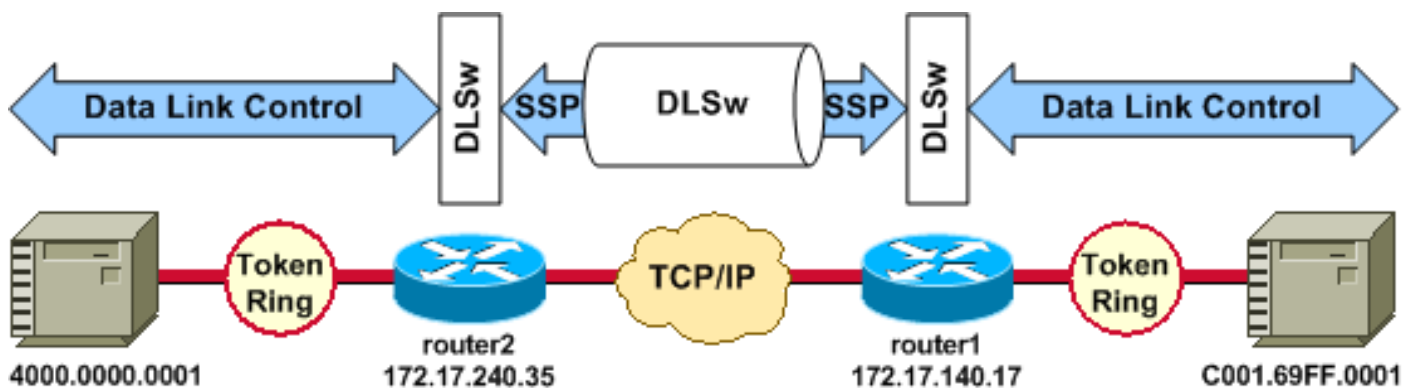 Data Link Control
DLSw
SSP
DLSw
SSP
DLSw
Data Link Control
Token
Ring
TCP/IP
Token
Ring
router2
router1
4000.0000.0001
172.17.240.35
172.17.140.17
C001.69FF.0001